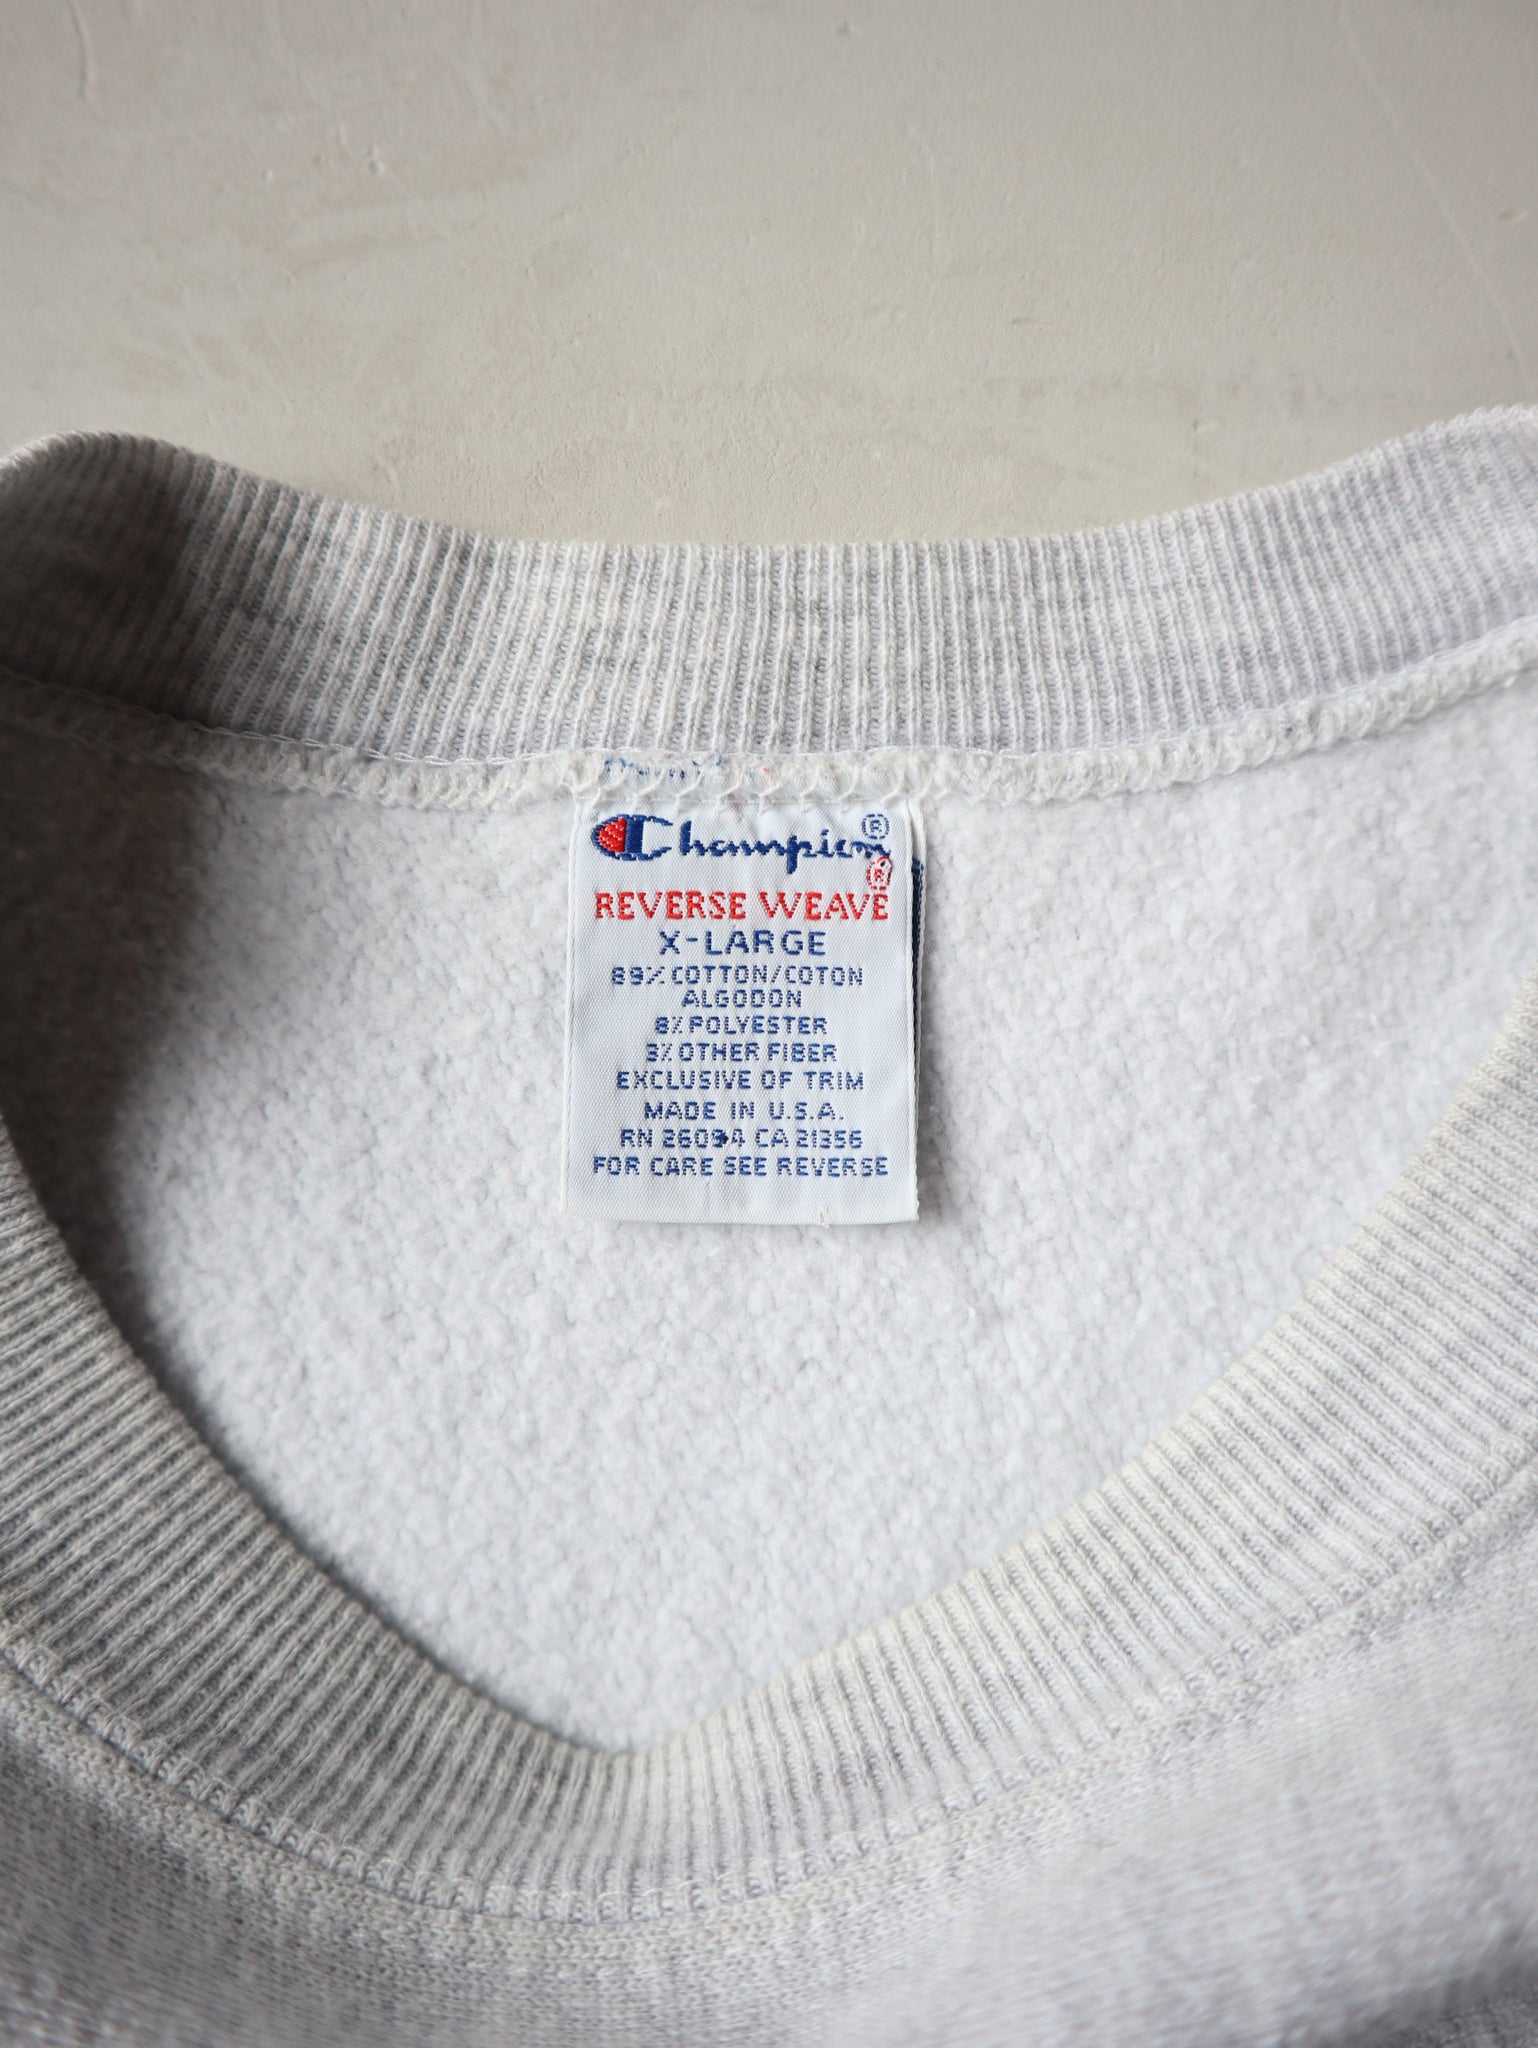 Champion®
®
REVERSE WEAVE
X-LARGE
89% COTTON/COTON
ALGODON
8% POLYESTER
3% OTHER FIBER
EXCLUSIVE OF TRIM
MADE IN U.S.A.
RN 26094 CA 21356
FOR CARE SEE REVERSE